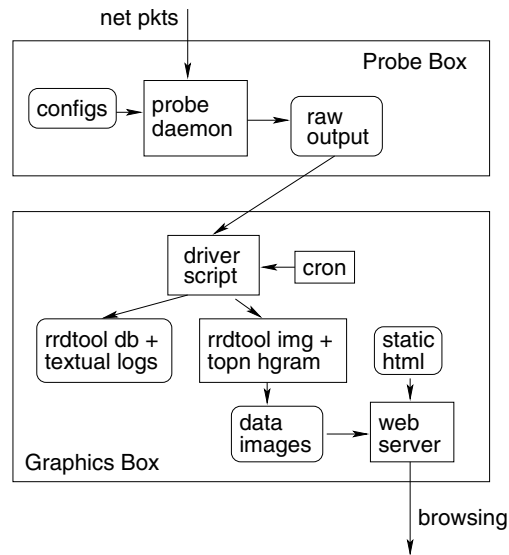 net pkts
Probe Box
configs
probe
daemon
raw
output
driver
script
cron
rrdtool db +
textual logs
rrdtool img +
topn hgram
static
html
data
images
web
server
Graphics Box
browsing